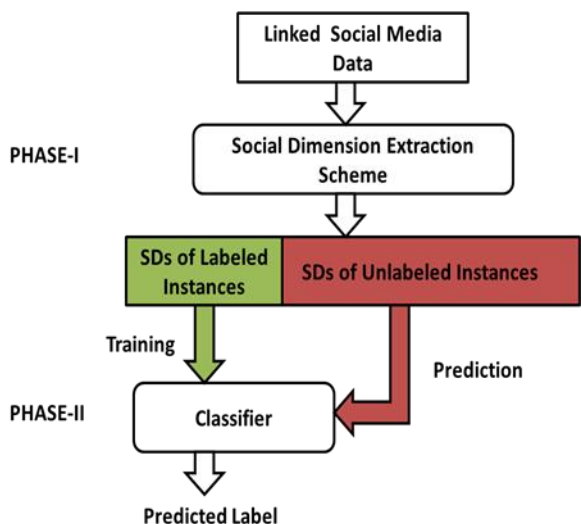 Linked Social Media
Data
PHASE-I
Social Dimension Extraction
Scheme
SDs of Labeled
Instances
SDs of Unlabeled Instances
Training
Prediction
PHASE-II
Classifier
Predicted Label